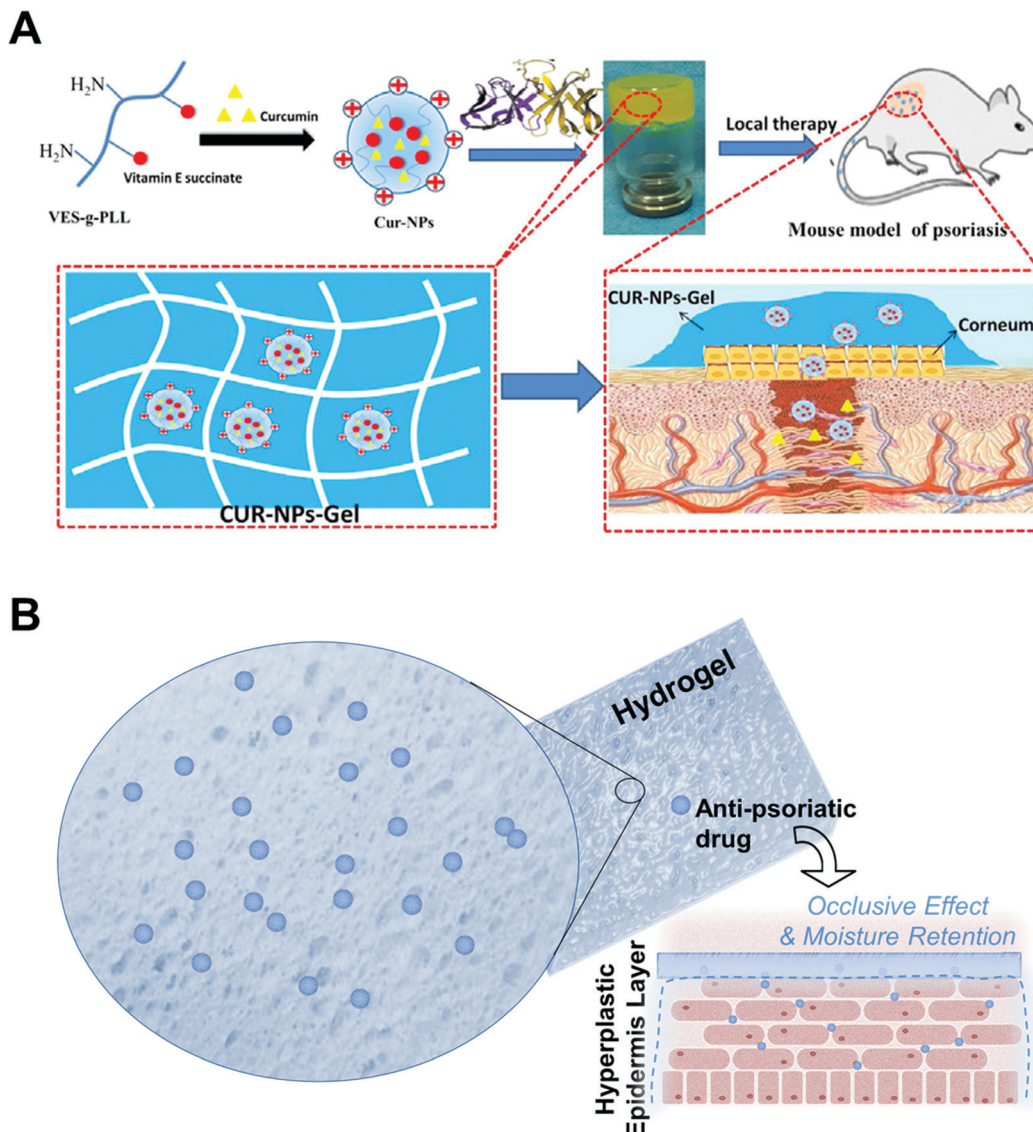 A
H₂N
H₂N
Curcumin
Vitamin E succinate
VES-g-PLL
Cur-NPs
Local therapy
Mouse model of psoriasis
CUR-NPs-Gel
CUR-NPs-Gel
Corneum
B
Hydrogel
Anti-psoriatic
drug
Occlusive Effect
& Moisture Retention
Hyperplastic
Epidermis Layer